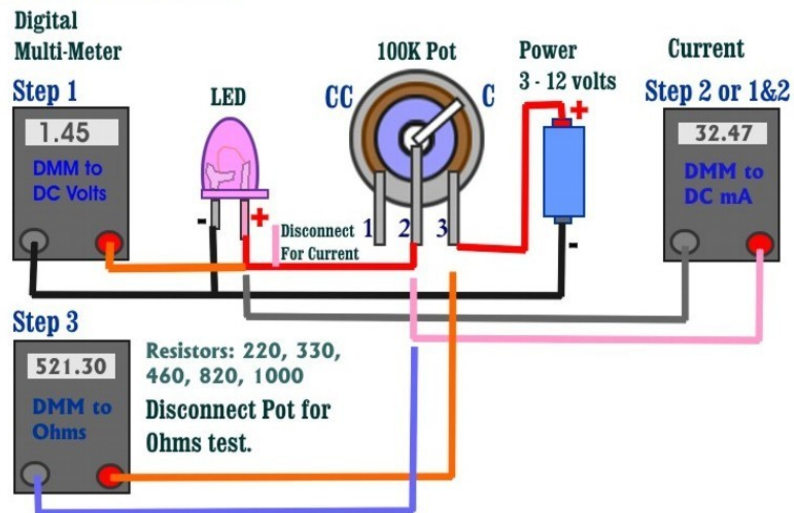 Digital
Multi-Meter
Step 1
1.45
DMM to
DC Volts
LED
-
+
Disconnect
For Current
100K Pot
CC
C
1
2
3
Power
3 - 12 volts
+
-
Current
Step 2 or 1&2
32.47
DMM to
DC mA
Step 3
521.30
DMM to
Ohms
Resistors: 220, 330,
460, 820, 1000
Disconnect Pot for
Ohms test.